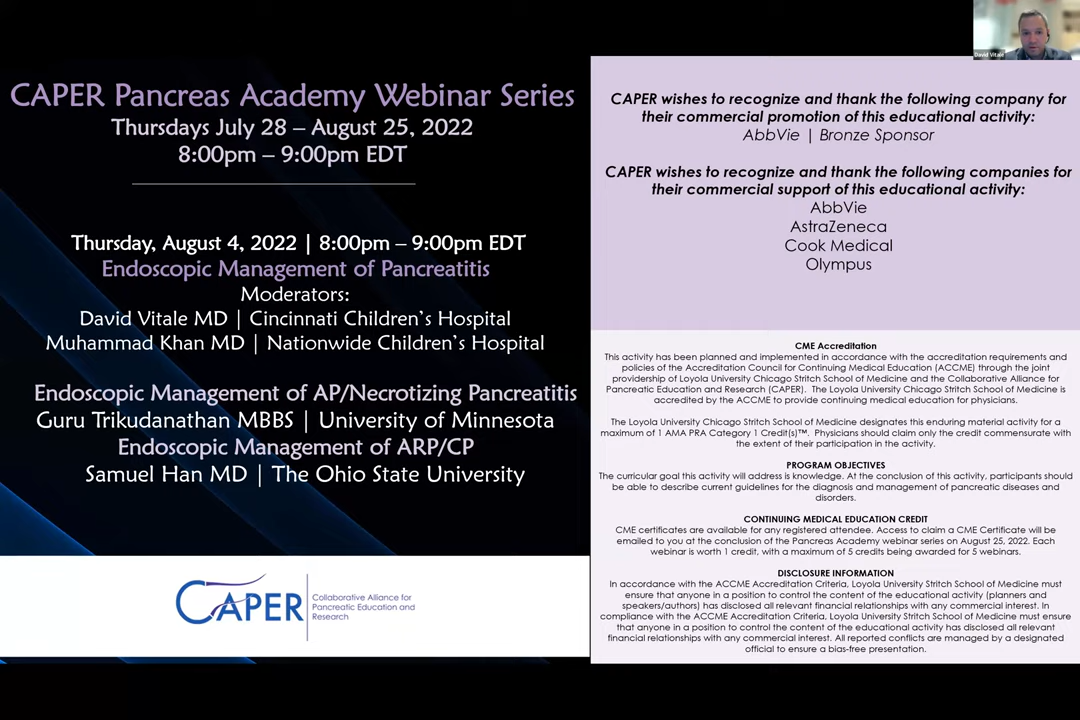 CAPER Pancreas Academy Webinar Series
Thursdays July 28 – August 25, 2022
8:00pm – 9:00pm EDT
Thursday, August 4, 2022 | 8:00pm – 9:00pm EDT
Endoscopic Management of Pancreatitis
Moderators:
David Vitale MD | Cincinnati Children's Hospital
Muhammad Khan MD | Nationwide Children's Hospital
Endoscopic Management of AP/Necrotizing Pancreatitis
Guru Trikudanathan MBBS | University of Minnesota
Endoscopic Management of ARP/CP
Samuel Han MD | The Ohio State University
CAPER
Collaborative Alliance for
Pancreatic Education and
Research
David Vitale
CAPER wishes to recognize and thank the following company for
their commercial promotion of this educational activity:
AbbVie | Bronze Sponsor
CAPER wishes to recognize and thank the following companies for
their commercial support of this educational activity:
AbbVie
AstraZeneca
Cook Medical
Olympus
CME Accreditation
This activity has been planned and implemented in accordance with the accreditation requirements and
policies of the Accreditation Council for Continuing Medical Education (ACCME) through the joint
providership of Loyola University Chicago Stritch School of Medicine and the Collaborative Alliance for
Pancreatic Education and Research (CAPER). The Loyola University Chicago Stritch School of Medicine is
accredited by the ACCME to provide continuing medical education for physicians.
The Loyola University Chicago Stritch School of Medicine designates this enduring material activity for a
maximum of 1 AMA PRA Category 1 Credit(s)™. Physicians should claim only the credit commensurate with
the extent of their participation in the activity.
PROGRAM OBJECTIVES
The curricular goal this activity will address is knowledge. At the conclusion of this activity, participants should
be able to describe current guidelines for the diagnosis and management of pancreatic diseases and
disorders.
CONTINUING MEDICAL EDUCATION CREDIT
CME certificates are available for any registered attendee. Access to claim a CME Certificate will be
emailed to you at the conclusion of the Pancreas Academy webinar series on August 25, 2022. Each
webinar is worth 1 credit, with a maximum of 5 credits being awarded for 5 webinars.
DISCLOSURE INFORMATION
In accordance with the ACCME Accreditation Criteria, Loyola University Stritch School of Medicine must
ensure that anyone in a position to control the content of the educational activity (planners and
speakers/authors) has disclosed all relevant financial relationships with any commercial interest. In
compliance with the ACCME Accreditation Criteria, Loyola University Stritch School of Medicine must ensure
that anyone in a position to control the content of the educational activity has disclosed all relevant
financial relationships with any commercial interest. All reported conflicts are managed by a designated
official to ensure a bias-free presentation.